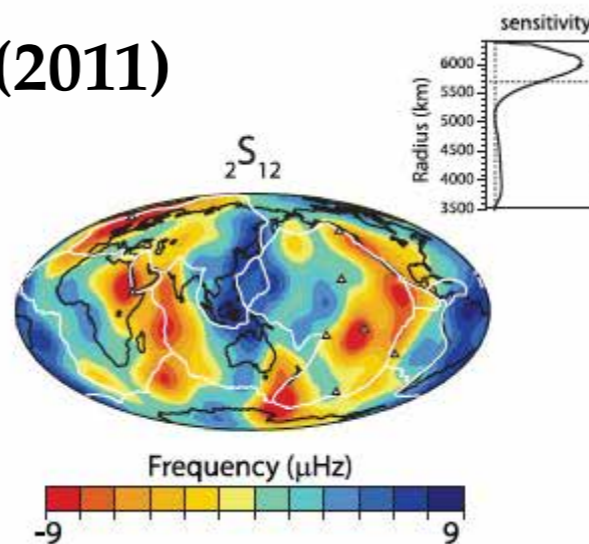 (2011)
sensitivity
6000
5500
5000
4500
4000
3500
Radius (km)
₂S₁₂
Frequency (μHz)
-9 9